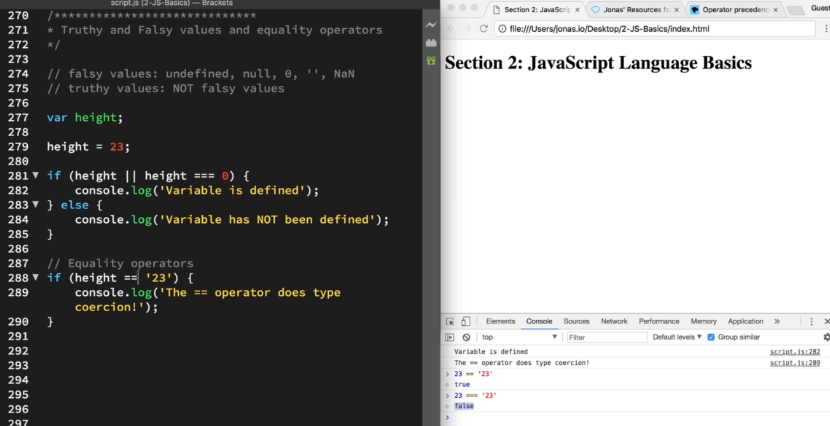 script.js (2-JS-Basics) — Brackets
270 /*****************************
271 * Truthy and Falsy values and equality operators
272 */
273
274 // falsy values: undefined, null, 0, '', NaN
275 // truthy values: NOT falsy values
276
277 var height;
278
279 height = 23;
280
281 if (height || height === 0) {
282 console.log('Variable is defined');
283 } else {
284 console.log('Variable has NOT been defined');
285 }
286
287 // Equality operators
288 if (height == '23') {
289 console.log('The == operator does type
coercion!');
290 }
291
292
293
294
295
296
297
Section 2: JavaScript Langua
Jonas' Resources for
Operator precedenc
Guest
file:///Users/jonas.io/Desktop/2-JS-Basics/index.html
Section 2: JavaScript Language Basics
Elements Console Sources Network Performance Memory Application
top Filter Default levels Group similar
Variable is defined script.js:282
The == operator does type coercion! script.js:289
23 == '23'
true
23 === '23'
false